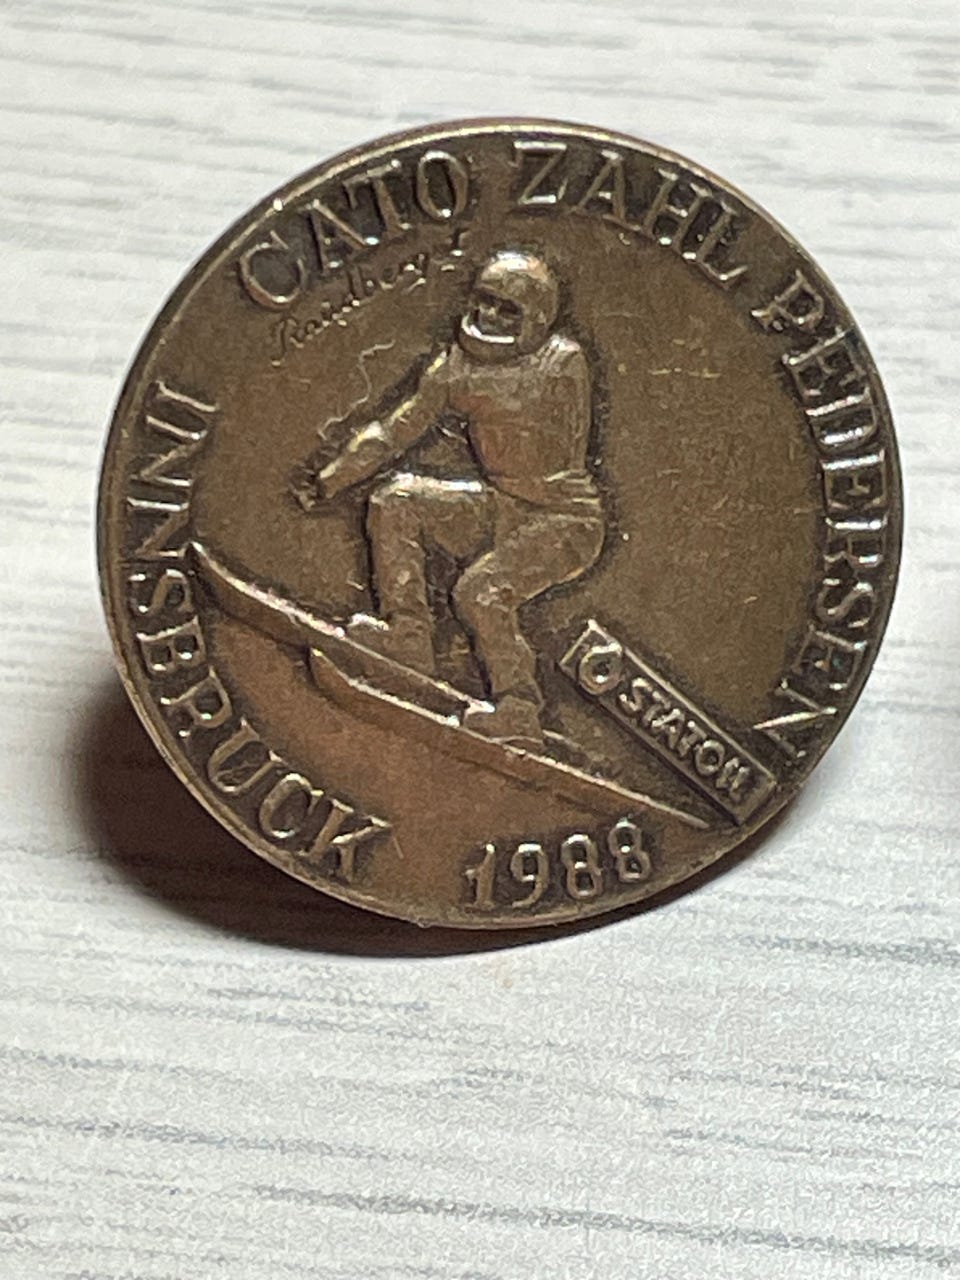 CATO ZAHL PEDERSEN
INNSBRUCK 1988
STATOIL